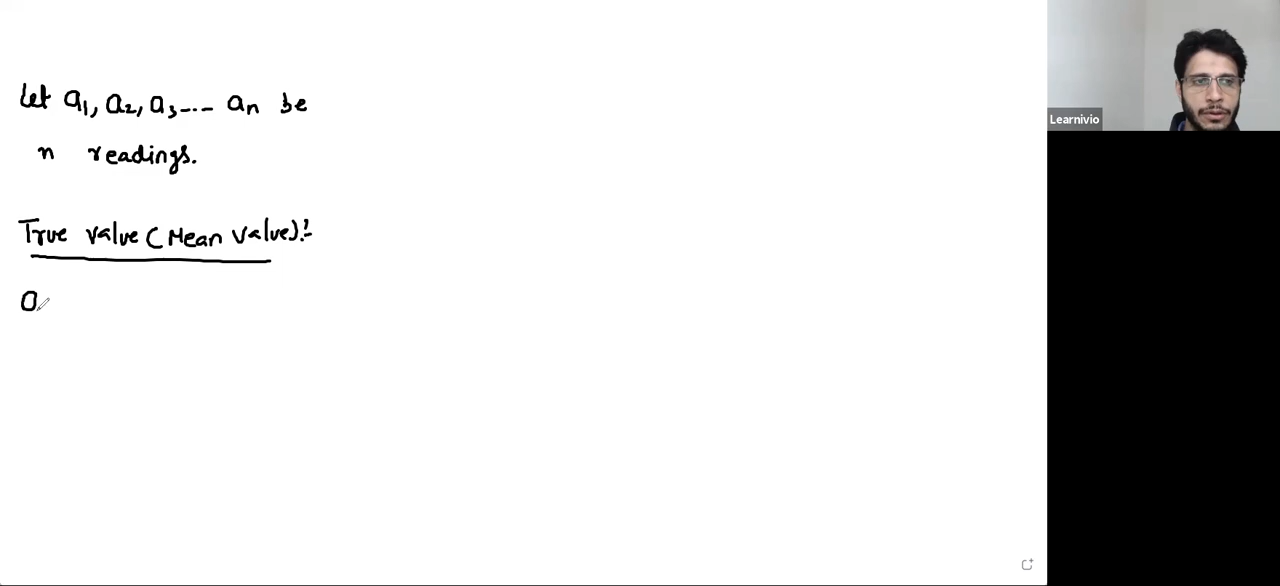 Let a₁, a₂, a₃ ---- aₙ be
n readings.
True value (Mean value):-
a
Learnivio